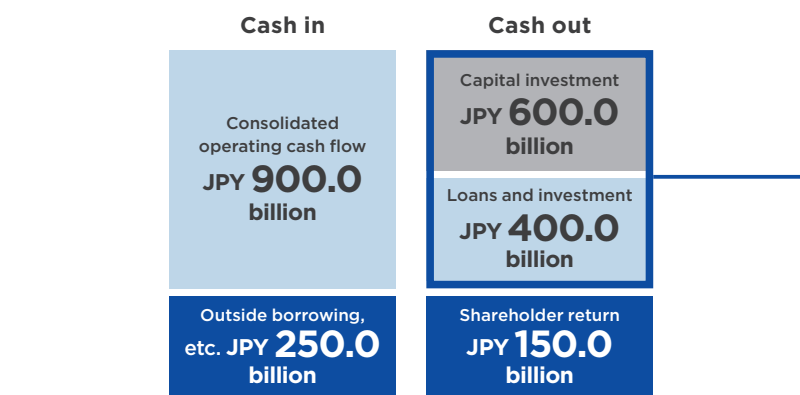 Cash in
Consolidated
operating cash flow
JPY 900.0
billion
Outside borrowing,
etc. JPY 250.0
billion
Cash out
Capital investment
JPY 600.0
billion
Loans and investment
JPY 400.0
billion
Shareholder return
JPY 150.0
billion